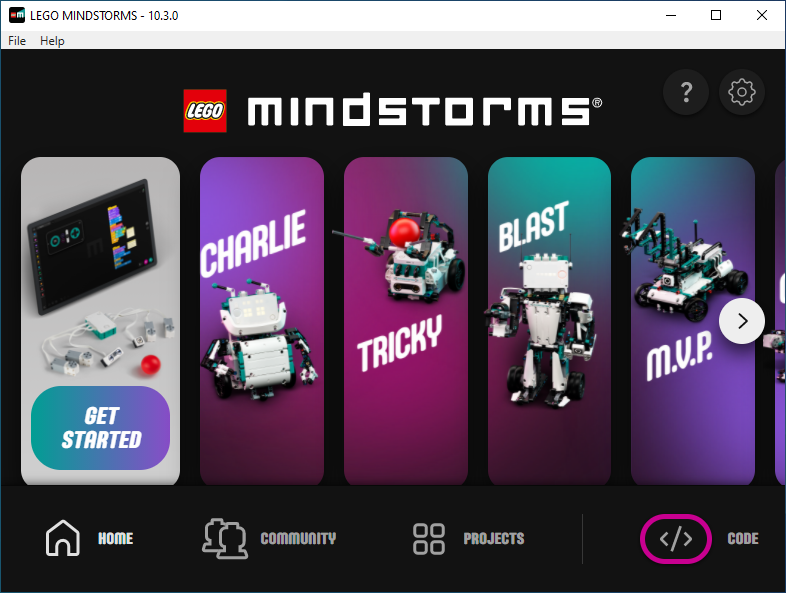 LEGO MINDSTORMS - 10.3.0
File Help
LEGO mindstorms®
?
CHARLIE
TRICKY
BLAST
M.V.P.
GET
STARTED
HOME
COMMUNITY
PROJECTS
</> CODE